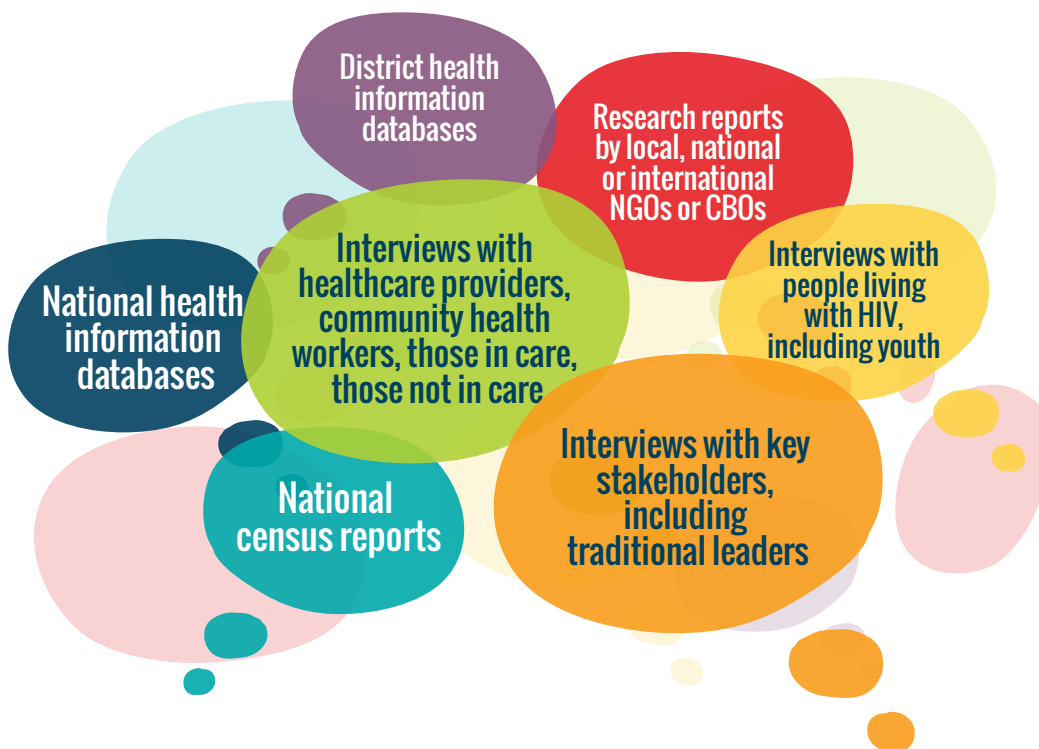 District health
information
databases
Research reports
by local, national
or international
NGOs or CBOs
Interviews with
healthcare providers,
community health
workers, those in care,
those not in care
Interviews with
people living
with HIV,
including youth
National health
information
databases
Interviews with key
stakeholders,
including
traditional leaders
National
census reports